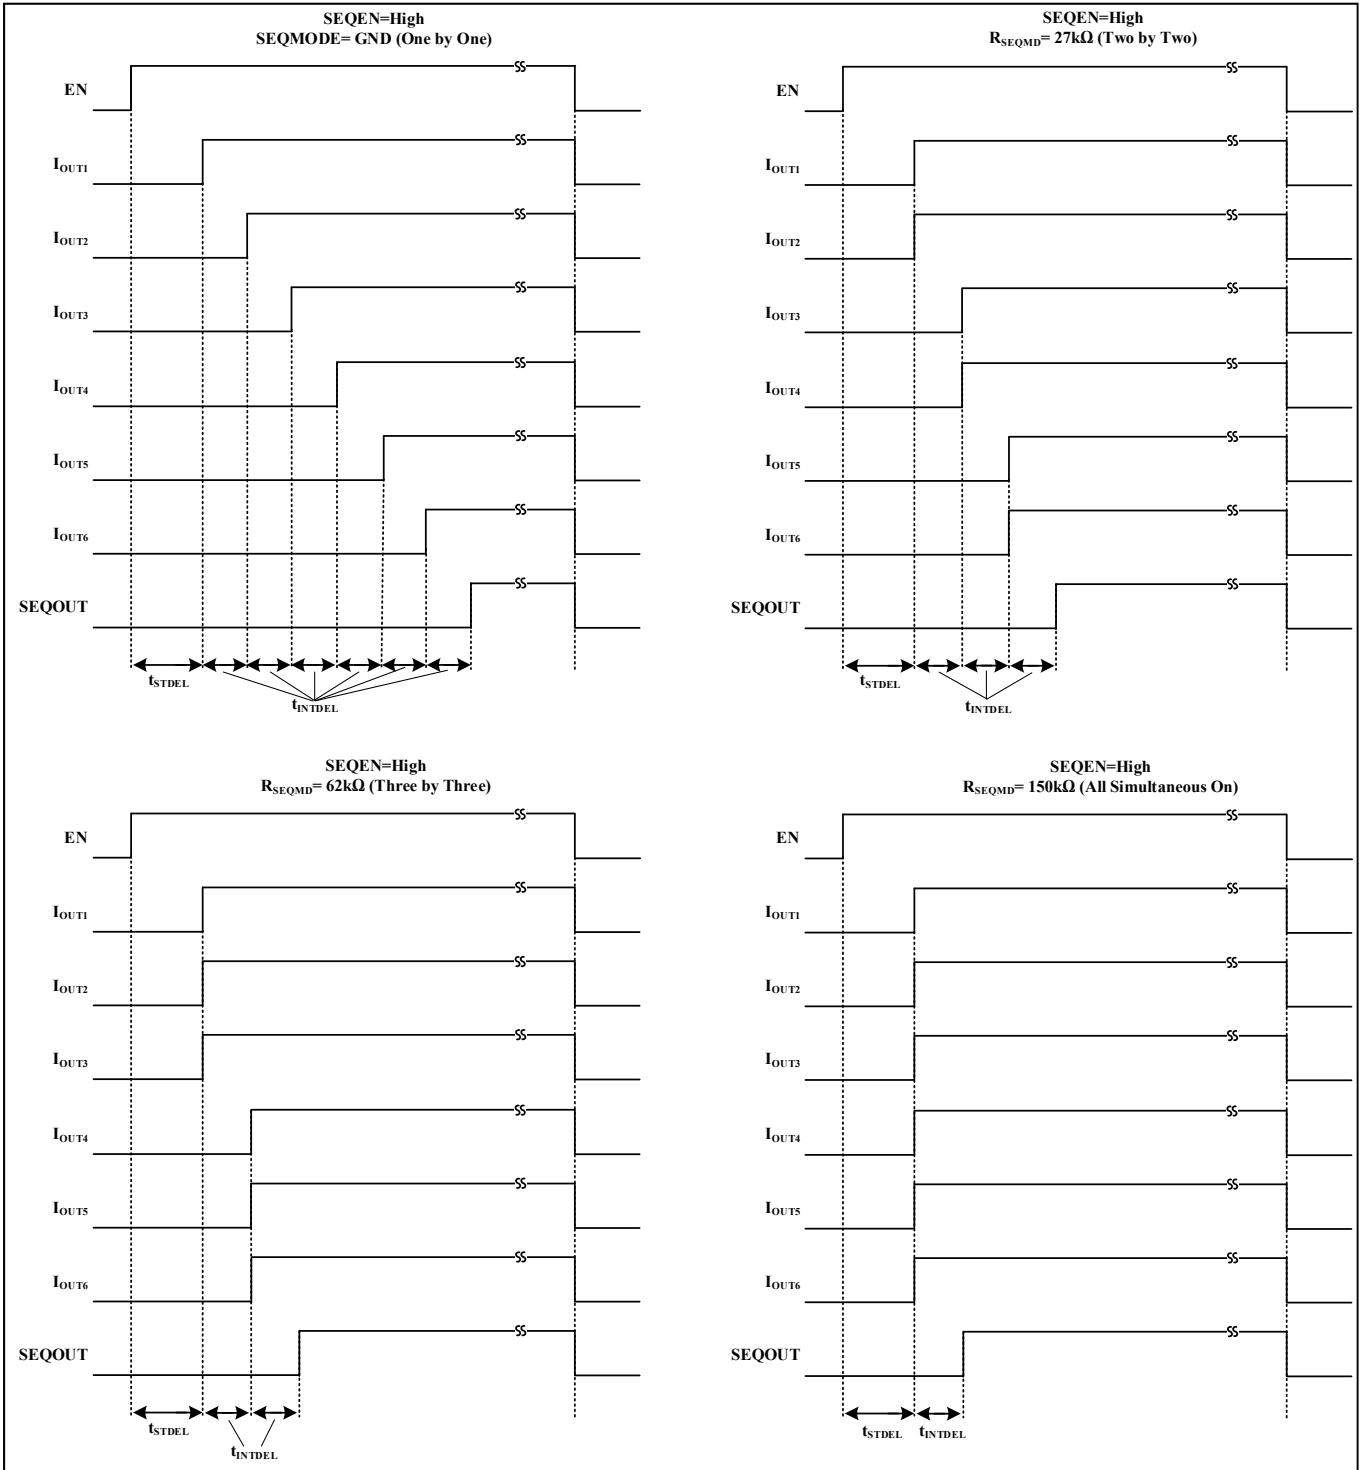 SEQEN=High
SEQMODE= GND (One by One)
EN
IOUT1
IOUT2
IOUT3
IOUT4
IOUT5
IOUT6
SEQOUT
tSTDEL
tINTDEL
SEQEN=High
RSEQMD= 27kΩ (Two by Two)
EN
IOUT1
IOUT2
IOUT3
IOUT4
IOUT5
IOUT6
SEQOUT
tSTDEL
tINTDEL
SEQEN=High
RSEQMD= 62kΩ (Three by Three)
EN
IOUT1
IOUT2
IOUT3
IOUT4
IOUT5
IOUT6
SEQOUT
tSTDEL
tINTDEL
SEQEN=High
RSEQMD= 150kΩ (All Simultaneous On)
EN
IOUT1
IOUT2
IOUT3
IOUT4
IOUT5
IOUT6
SEQOUT
tSTDEL
tINTDEL